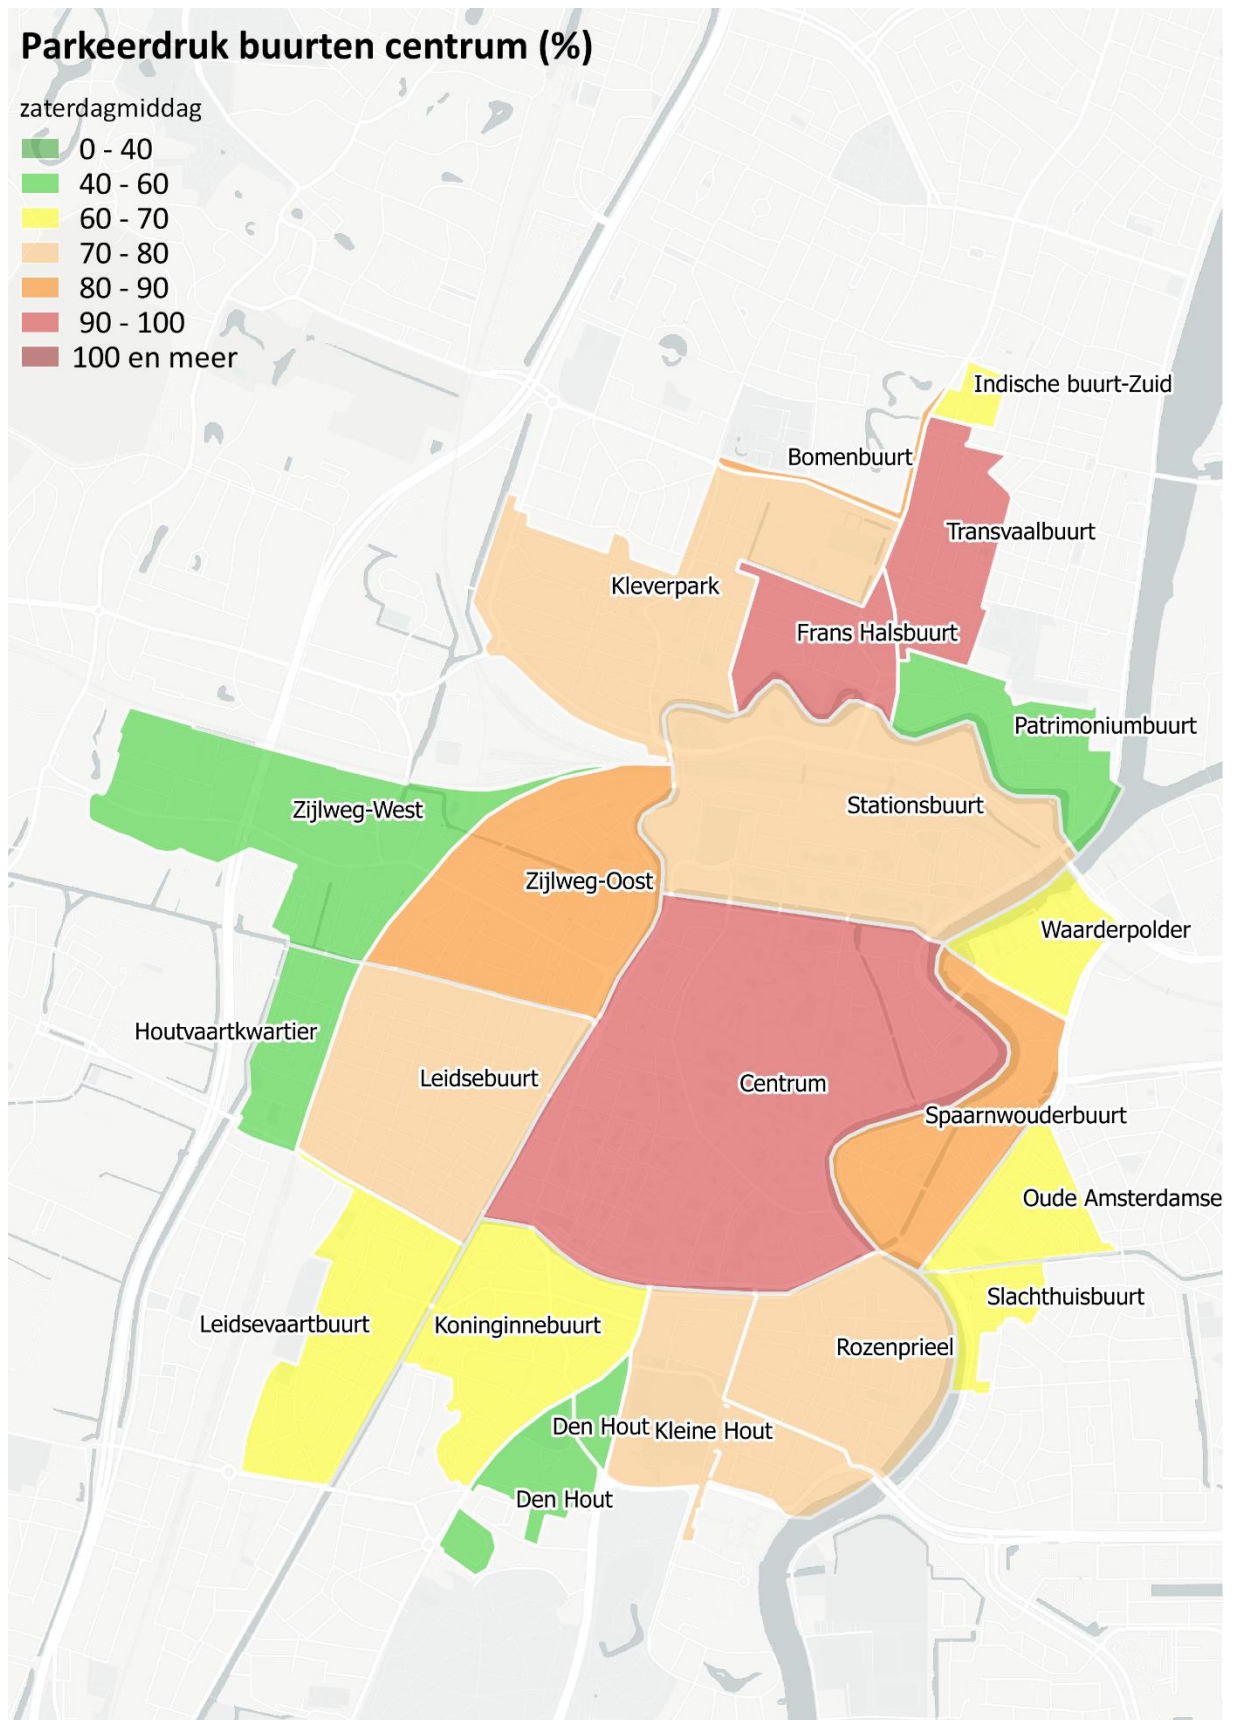 Parkeerdruk buurten centrum (%)
zaterdagmiddag
0 - 40
40 - 60
60 - 70
70 - 80
80 - 90
90 - 100
100 en meer
Indische buurt-Zuid
Bomenbuurt
Transvaalbuurt
Kleverpark
Frans Halsbuurt
Patrimoniumbuurt
Stationsbuurt
Zijlweg-West
Zijlweg-Oost
Waarderpolder
Houtvaartkwartier
Leidsebuurt
Centrum
Spaarnwouderbuurt
Oude Amsterdamse
Slachthuisbuurt
Leidsevaartbuurt
Koninginnebuurt
Rozenprieel
Den Hout
Kleine Hout
Den Hout